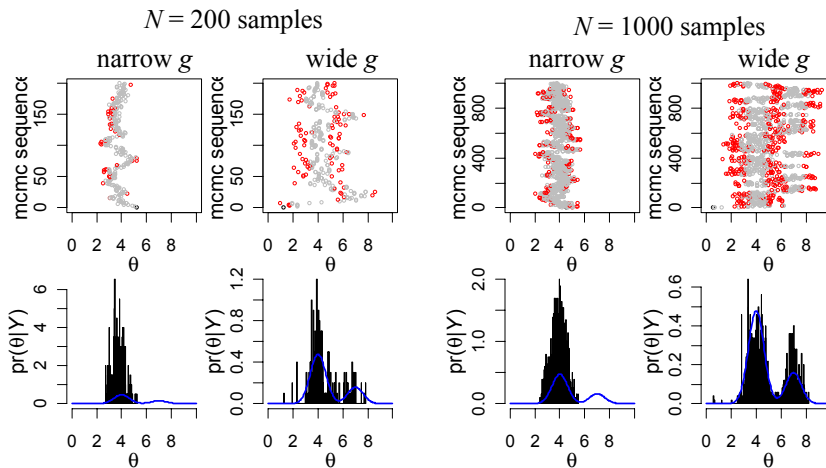 N = 200 samples
N = 1000 samples
narrow g
wide g
narrow g
wide g
mcmc sequence
0 50 150
0 2 4 6 8
θ
mcmc sequence
0 50 150
0 2 4 6 8
θ
mcmc sequence
0 400 800
0 2 4 6 8
θ
mcmc sequence
0 400 800
0 2 4 6 8
θ
pr(θ|Y)
0 2 4 6
0 2 4 6 8
θ
pr(θ|Y)
0.0 0.4 0.8 1.2
0 2 4 6 8
θ
pr(θ|Y)
0.0 1.0 2.0
0 2 4 6 8
θ
pr(θ|Y)
0.0 0.2 0.4 0.6
0 2 4 6 8
θ